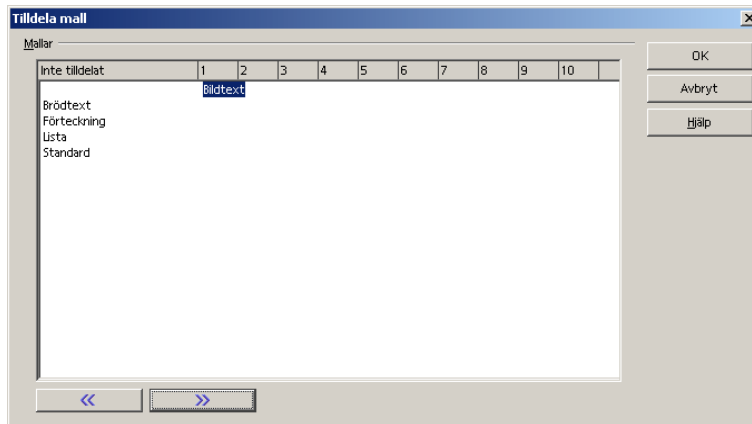 Tilldela mall
Mallar
OK
Avbryt
Hjälp
Inte tilldelat 1 2 3 4 5 6 7 8 9 10
Bildtext
Brödtext
Förteckning
Lista
Standard
<< >>